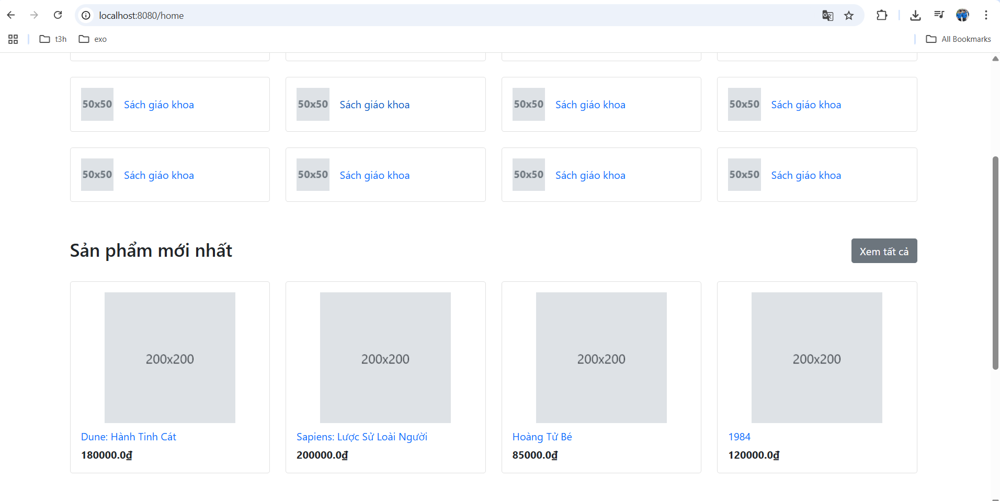 localhost:8080/home
t3h
exo
All Bookmarks
50x50 Sách giáo khoa
50x50 Sách giáo khoa
50x50 Sách giáo khoa
50x50 Sách giáo khoa
50x50 Sách giáo khoa
50x50 Sách giáo khoa
50x50 Sách giáo khoa
50x50 Sách giáo khoa
Sản phẩm mới nhất
Xem tất cả
200x200
200x200
200x200
200x200
Dune: Hành Tinh Cát
180000.0₫
Sapiens: Lược Sử Loài Người
200000.0₫
Hoàng Tử Bé
85000.0₫
1984
120000.0₫